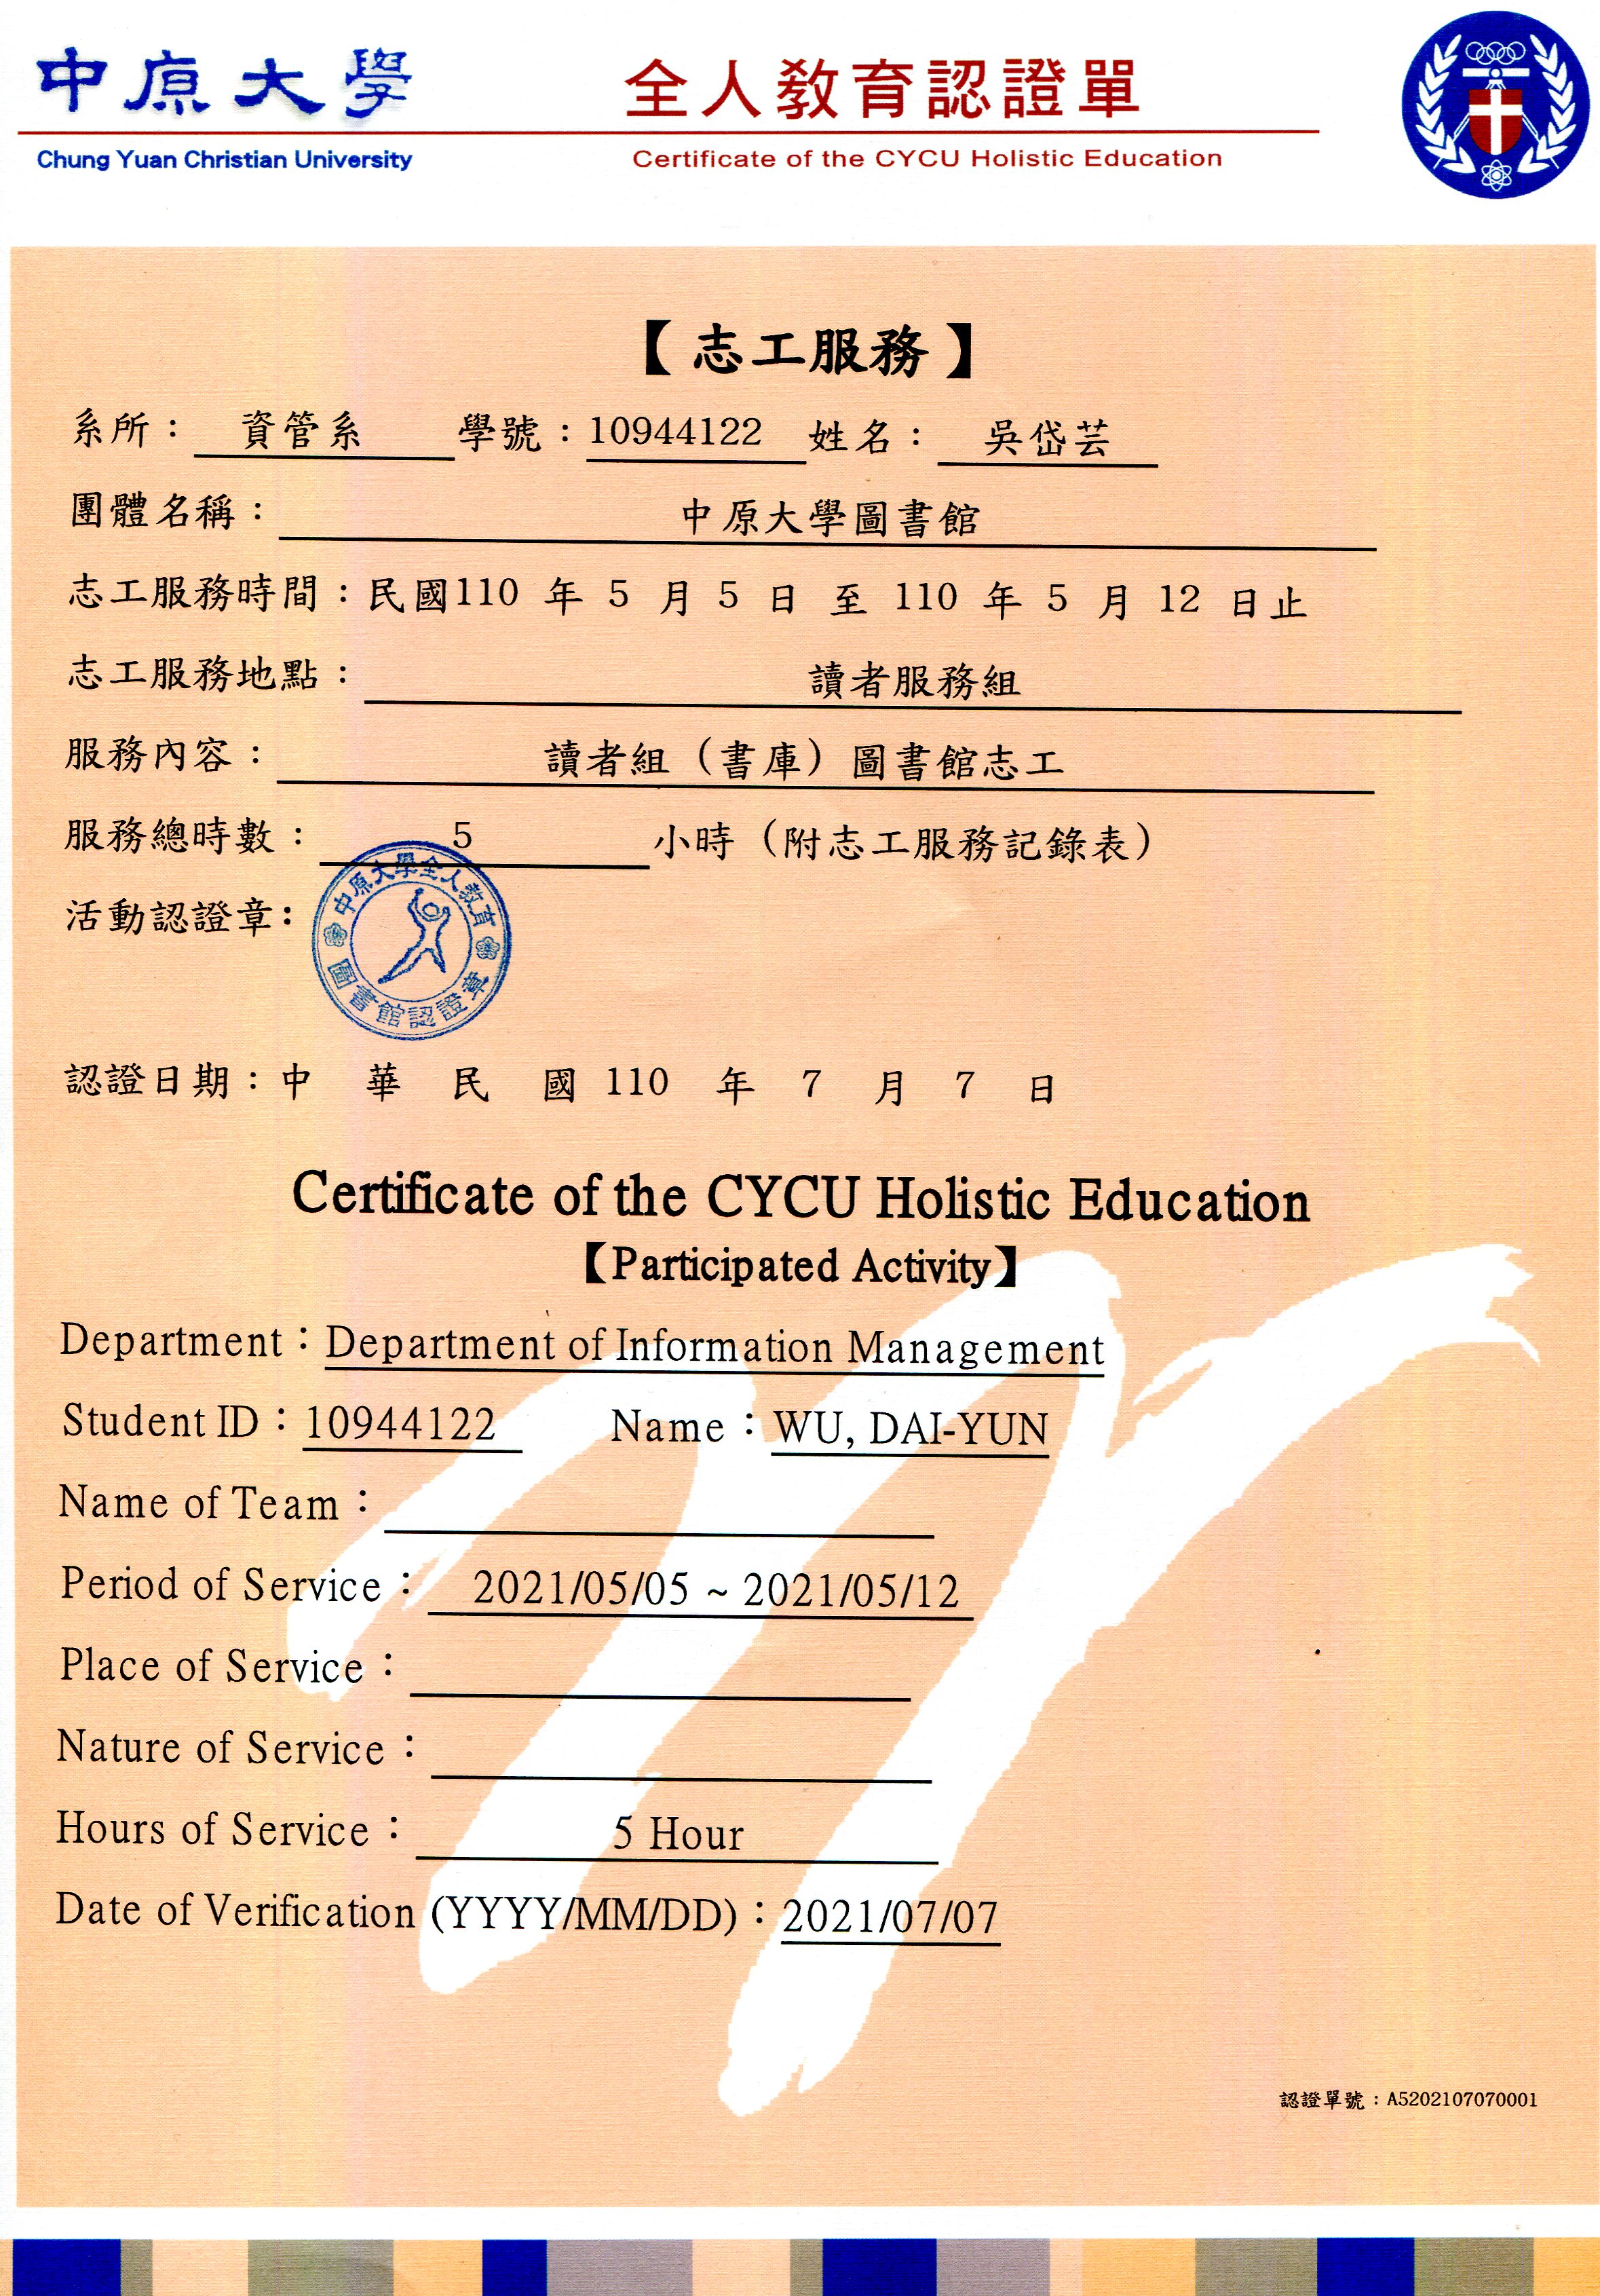 中原大學 全人教育認證單
Chung Yuan Christian University Certificate of the CYCU Holistic Education
【志工服務】
系所： 資管系 學號：10944122 姓名： 吳岱芸
團體名稱： 中原大學圖書館
志工服務時間：民國110 年 5 月 5 日 至 110 年 5 月 12 日止
志工服務地點： 讀者服務組
服務內容： 讀者組（書庫）圖書館志工
服務總時數： 5 小時（附志工服務記錄表）
活動認證章：
中原大學全人教育
圖書館認證章
認證日期：中 華 民 國 110 年 7 月 7 日
Certificate of the CYCU Holistic Education
【Participated Activity】
Department：Department of Information Management
Student ID：10944122 Name：WU, DAI-YUN
Name of Team：
Period of Service： 2021/05/05 ~ 2021/05/12
Place of Service：
Nature of Service：
Hours of Service： 5 Hour
Date of Verification (YYYY/MM/DD)：2021/07/07
認證單號：A5202107070001